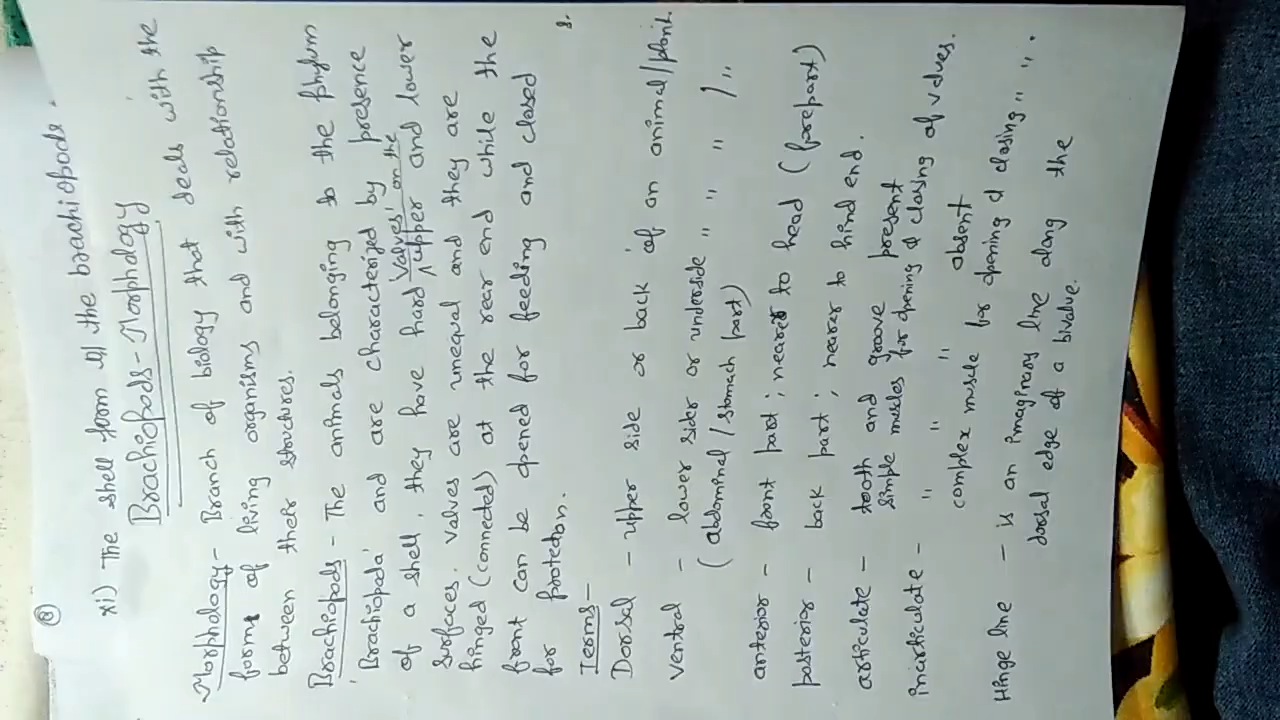 8
xi) The shell form of the brachiopods.
Brachiopods - Morphology
Morphology - Branch of biology that deals with the
forms of living organisms and with relationship
between their structures.
Brachiopods - The animals belonging to the phylum
'Brachiopoda' and are characterized by presence
of a shell, they have hard valves on the upper and lower
surfaces. Valves are unequal and they are
hinged (connected) at the rear end while the
front can be opened for feeding and closed
for protection.
8.
Terms -
Dorsal - upper side or back of an animal/plant.
Ventral - lower sider or underside " " " / "
(abdominal / stomach part)
anterior - front part; nearer to head (forepart)
posterior - back part; nearer to hind end.
articulate - tooth and groove present
simple muscles for opening & closing of valves.
inarticulate - " " " absent
complex muscle for opening & closing " " .
Hinge line - is an imaginary line along the
dorsal edge of a bivalve.